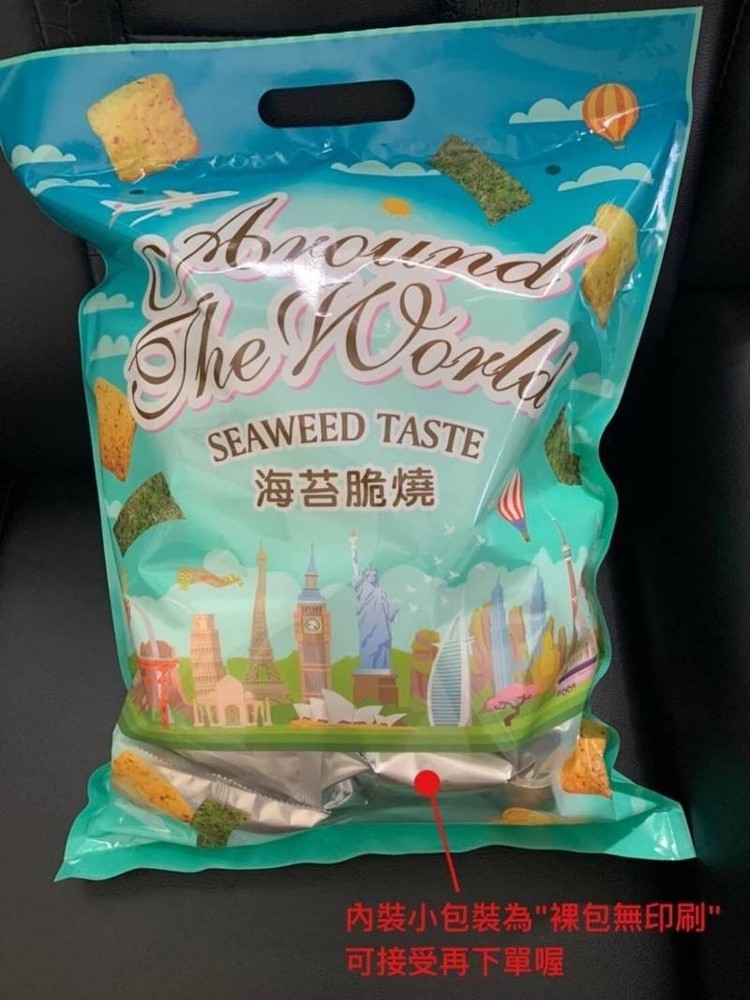 Around
The World
SEAWEED TASTE
海苔脆燒
內裝小包裝為"裸包無印刷"
可接受再下單喔